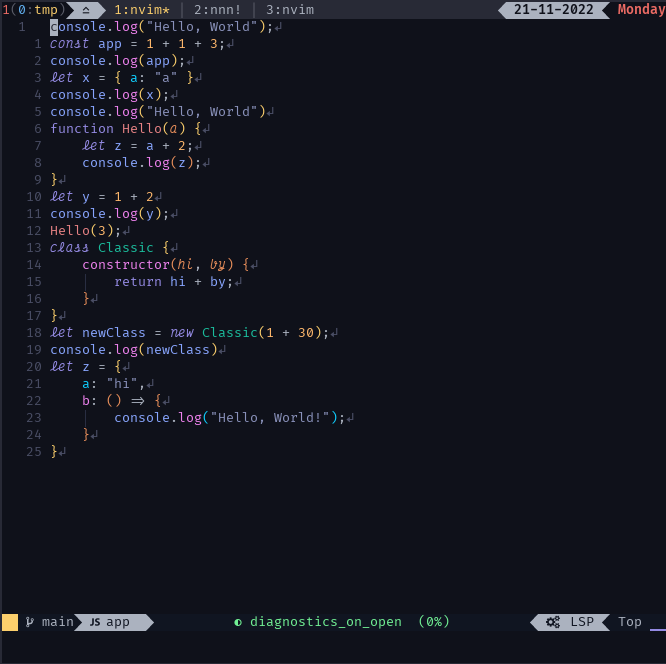 1(0:tmp) 1:nvim* | 2:nnn! | 3:nvim 21-11-2022 Monday
1 console.log("Hello, World");↲
1 const app = 1 + 1 + 3;↲
2 console.log(app);↲
3 let x = { a: "a" }↲
4 console.log(x);↲
5 console.log("Hello, World")↲
6 function Hello(a) {↲
7 let z = a + 2;↲
8 console.log(z);↲
9 }↲
10 let y = 1 + 2↲
11 console.log(y);↲
12 Hello(3);↲
13 class Classic {↲
14 constructor(hi, by) {↲
15 return hi + by;↲
16 }↲
17 }↲
18 let newClass = new Classic(1 + 30);↲
19 console.log(newClass)↲
20 let z = {↲
21 a: "hi",↲
22 b: () => {↲
23 console.log("Hello, World!");↲
24 }↲
25 }↲
main JS app diagnostics_on_open (0%) LSP Top